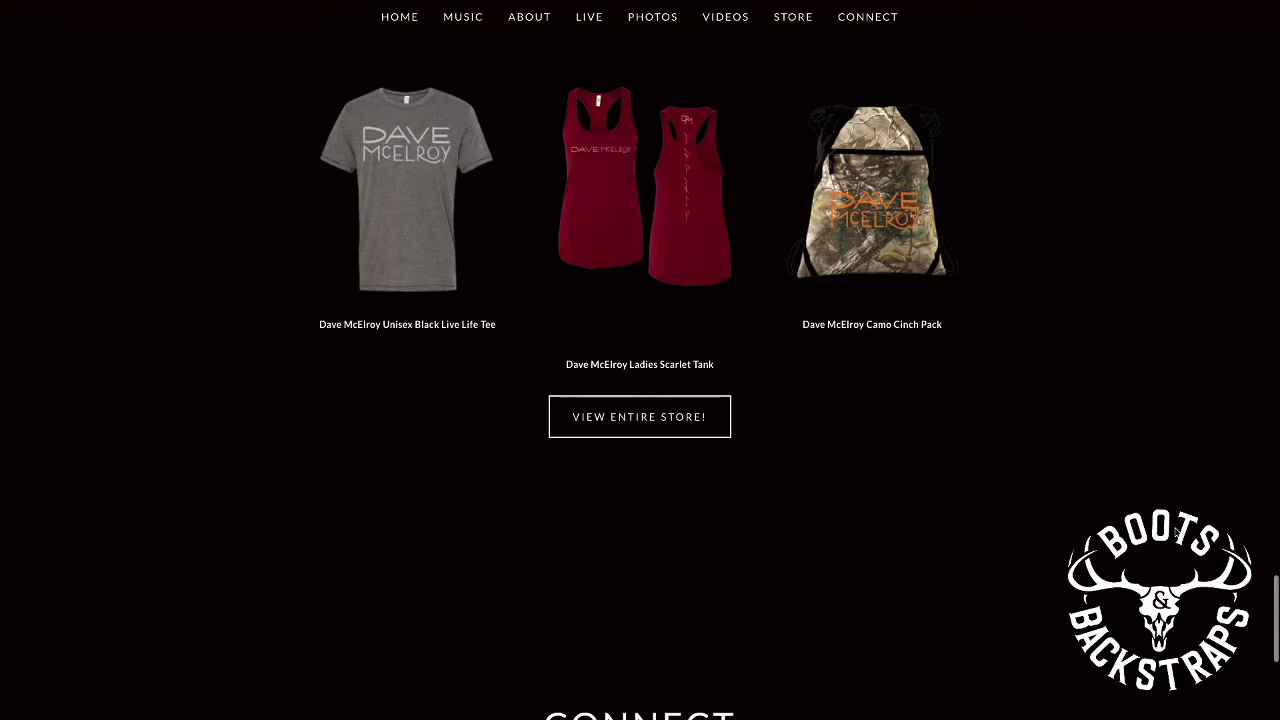 HOME MUSIC ABOUT LIVE PHOTOS VIDEOS STORE CONNECT
DAVE
McELROY
DAVE McELROY
DM
DAVE
McELROY
Dave McElroy Unisex Black Live Life Tee
Dave McElroy Camo Cinch Pack
Dave McElroy Ladies Scarlet Tank
VIEW ENTIRE STORE!
BOOTS
&
BACKSTRAPS
CONNECT